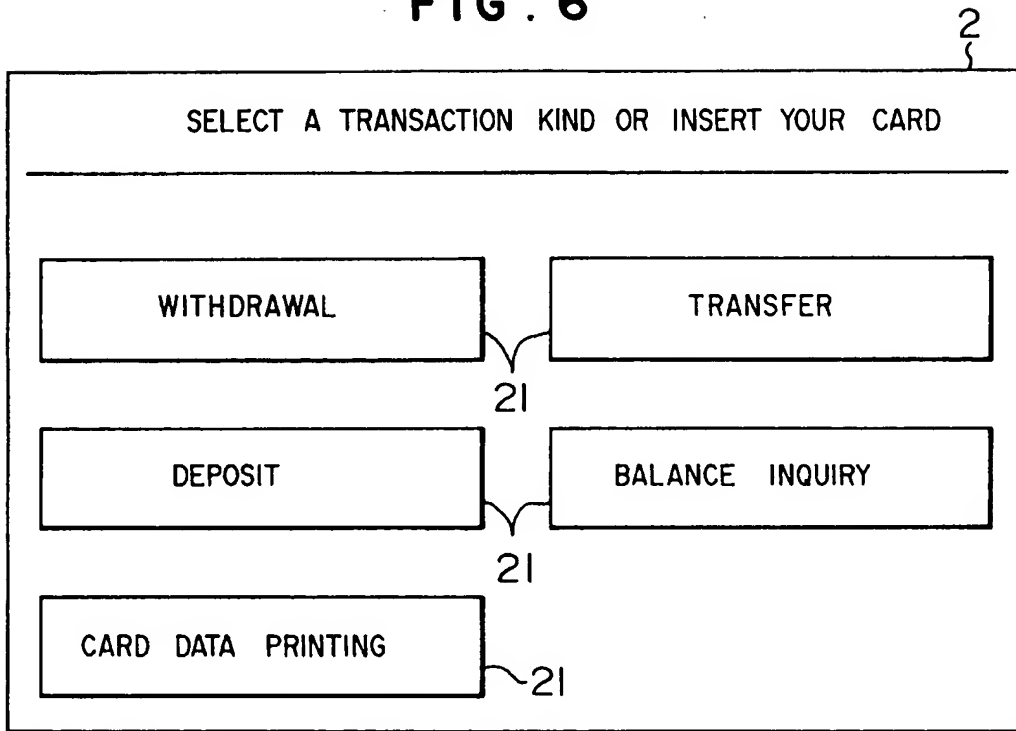 FIG. 6
2
SELECT A TRANSACTION KIND OR INSERT YOUR CARD
WITHDRAWAL
TRANSFER
21
DEPOSIT
BALANCE INQUIRY
21
CARD DATA PRINTING
21